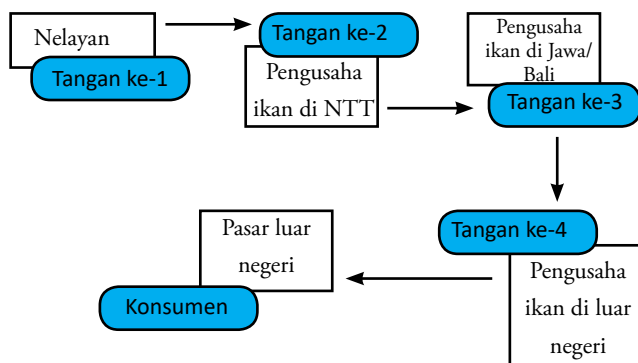 Nelayan
Tangan ke-1
Tangan ke-2
Pengusaha
ikan di NTT
Pengusaha
ikan di Jawa/
Bali
Tangan ke-3
Tangan ke-4
Pengusaha
ikan di luar
negeri
Pasar luar
negeri
Konsumen